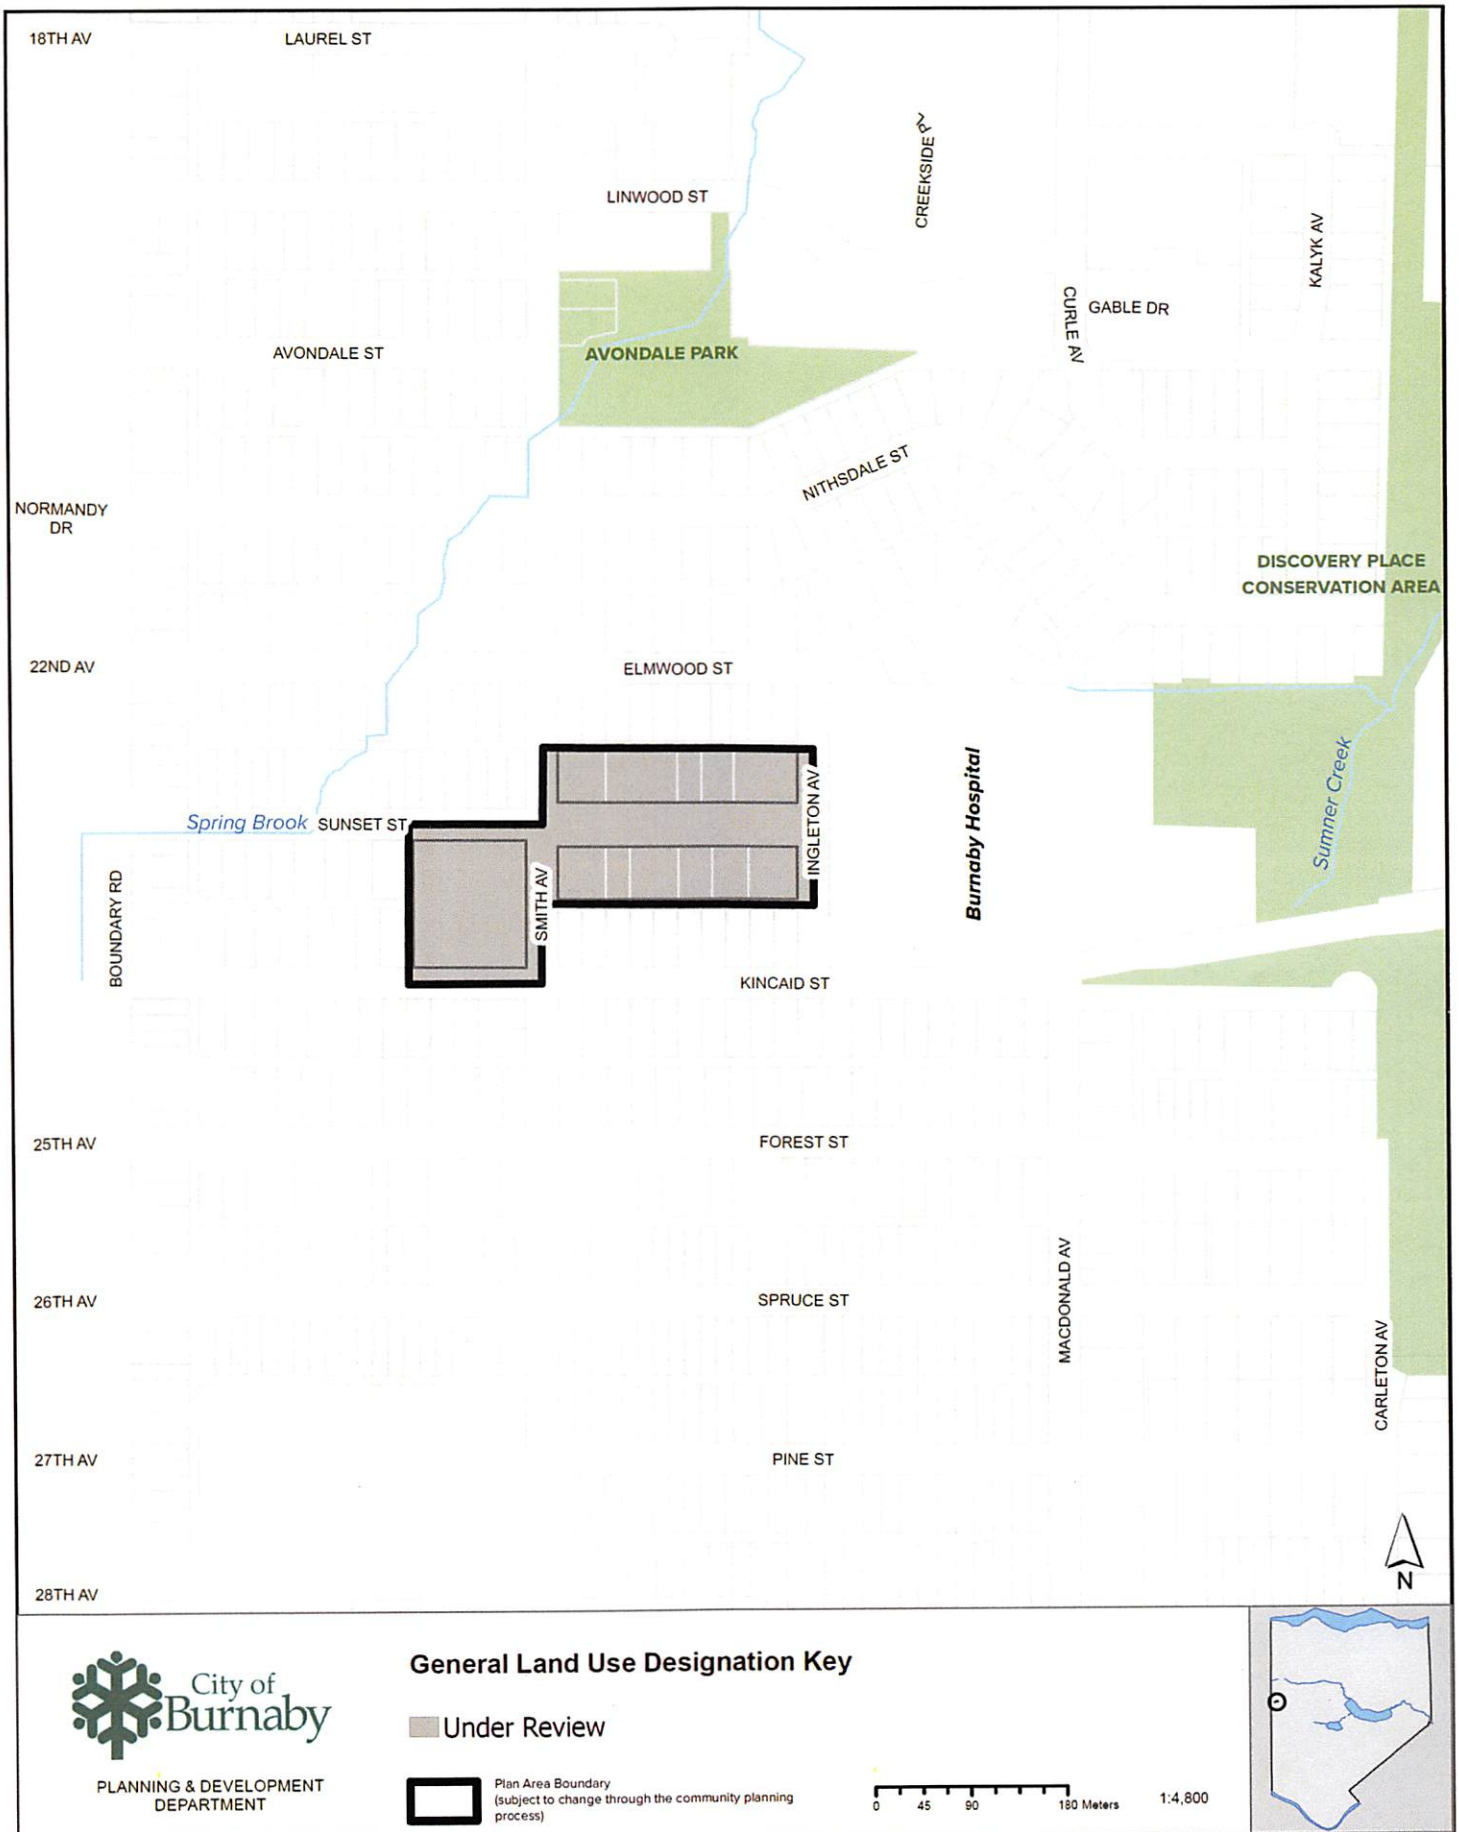 18TH AV
LAUREL ST
CREEKSIDE PL
LINWOOD ST
KALYK AV
CURLE AV
GABLE DR
AVONDALE ST
AVONDALE PARK
NITHSDALE ST
NORMANDY
DR
DISCOVERY PLACE
CONSERVATION AREA
22ND AV
ELMWOOD ST
Sumner Creek
Burnaby Hospital
INGLETON AV
Spring Brook
SUNSET ST
SMITH AV
BOUNDARY RD
KINCAID ST
25TH AV
FOREST ST
MACDONALD AV
26TH AV
SPRUCE ST
CARLETON AV
27TH AV
PINE ST
N
28TH AV
City of
Burnaby
PLANNING & DEVELOPMENT
DEPARTMENT
General Land Use Designation Key
Under Review
Plan Area Boundary
(subject to change through the community planning
process)
0 45 90 180 Meters
1:4,800